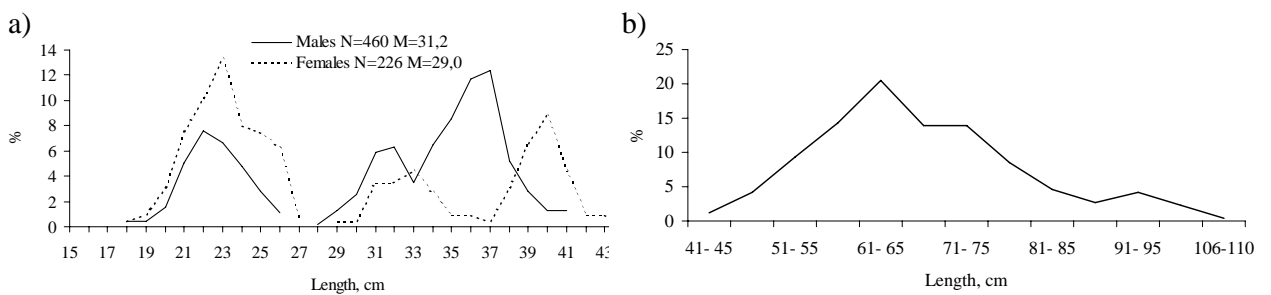 a)
Males N=460 M=31,2
Females N=226 M=29,0
14
12
10
8
6
4
2
0
%
15 17 19 21 23 25 27 29 31 33 35 37 39 41 43
Length, cm
b)
25
20
15
10
5
0
%
41- 45 51- 55 61- 65 71- 75 81- 85 91- 95 106-110
Length, cm